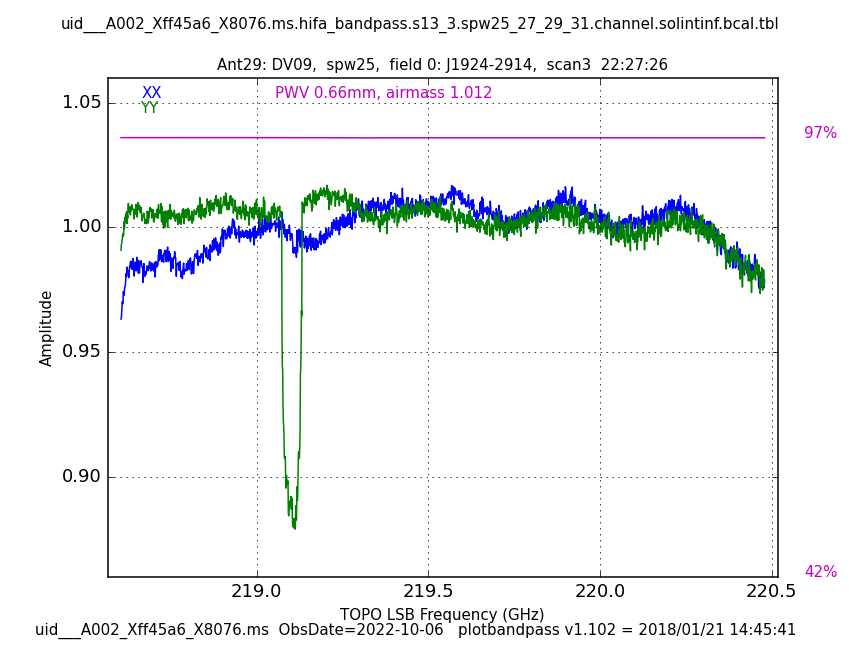 uid___A002_Xff45a6_X8076.ms.hifa_bandpass.s13_3.spw25_27_29_31.channel.solintinf.bcal.tbl
Ant29: DV09,  spw25,  field 0: J1924-2914,  scan3  22:27:26
XX
YY
PWV 0.66mm, airmass 1.012
97%
42%
1.05
1.00
0.95
0.90
Amplitude
219.0
219.5
220.0
220.5
TOPO LSB Frequency (GHz)
uid___A002_Xff45a6_X8076.ms  ObsDate=2022-10-06   plotbandpass v1.102 = 2018/01/21 14:45:41